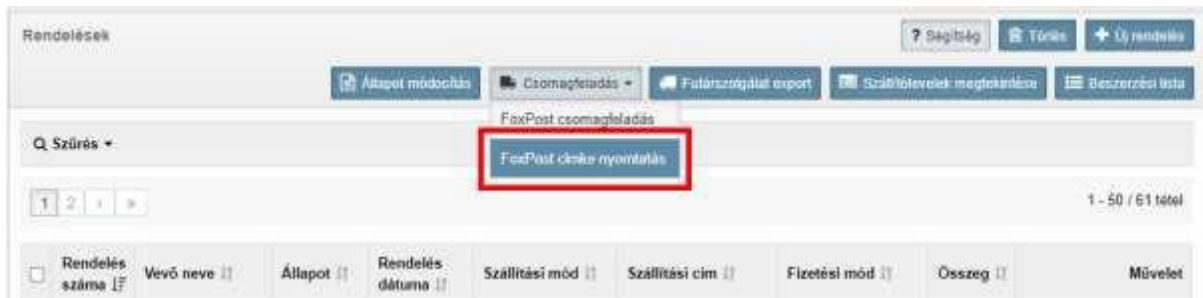 Rendelések
? Segítség
Törlés
+ Új rendelés
Állapot módosítás
Csomagfeladás
Futárszolgálat export
Szállítólevelek megtekintése
Beszerzési lista
FoxPost csomagfeladás
FoxPost címke nyomtatás
Szűrés
1 2 › »
1 - 50 / 61 tétel
Rendelés száma
Vevő neve
Állapot
Rendelés dátuma
Szállítási mód
Szállítási cím
Fizetési mód
Összeg
Művelet